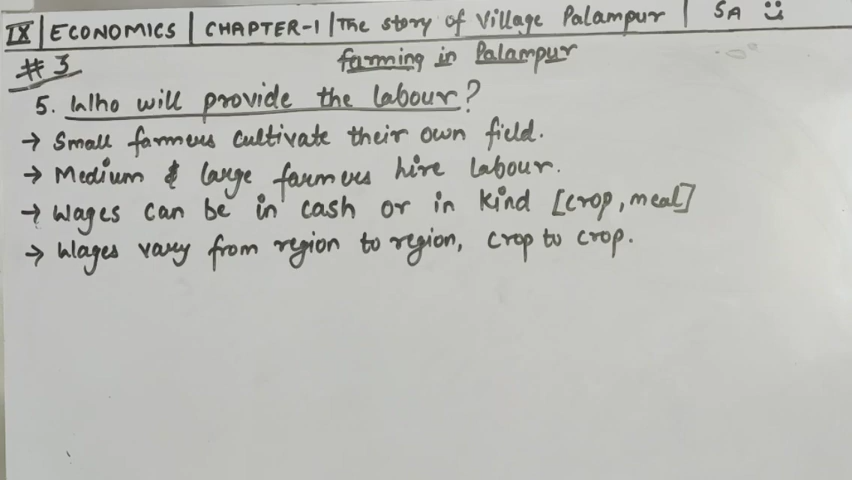 IX | ECONOMICS | CHAPTER-1 | The story of Village Palampur | SA
farming in Palampur
#3
5. Who will provide the labour?
→ Small farmers cultivate their own field.
→ Medium & large farmers hire labour.
→ Wages can be in cash or in kind [crop, meal]
→ Wages vary from region to region, crop to crop.